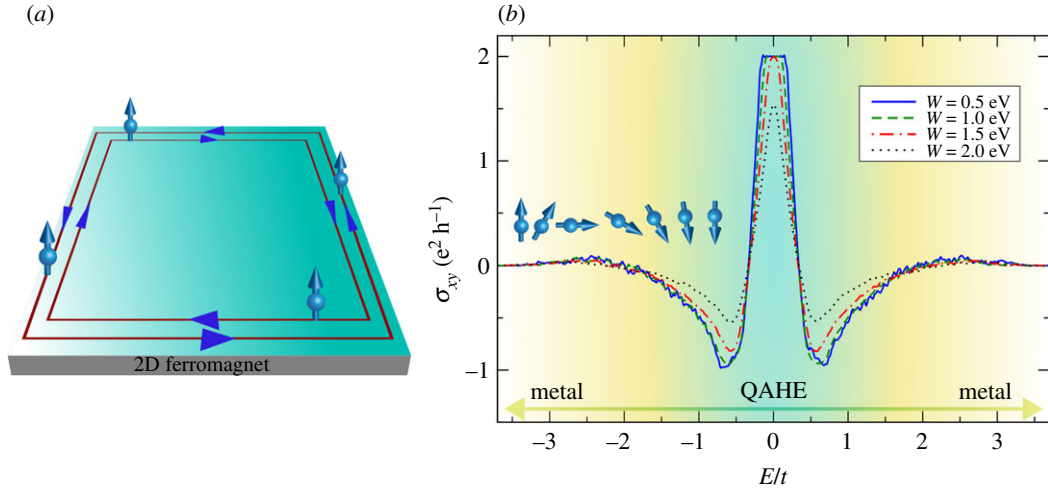 (a)
2D ferromagnet
(b)
σxy (e² h⁻¹)
2
1
0
−1
W = 0.5 eV
W = 1.0 eV
W = 1.5 eV
W = 2.0 eV
metal
QAHE
metal
−3 −2 −1 0 1 2 3
E/t